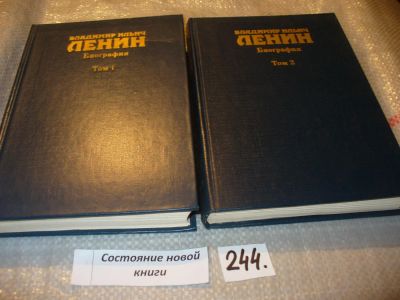 ВЛАДИМИР ИЛЬИЧ
ЛЕНИН
Биография
Том 1
ВЛАДИМИР ИЛЬИЧ
ЛЕНИН
Биография
Том 2
Состояние новой
книги
244.